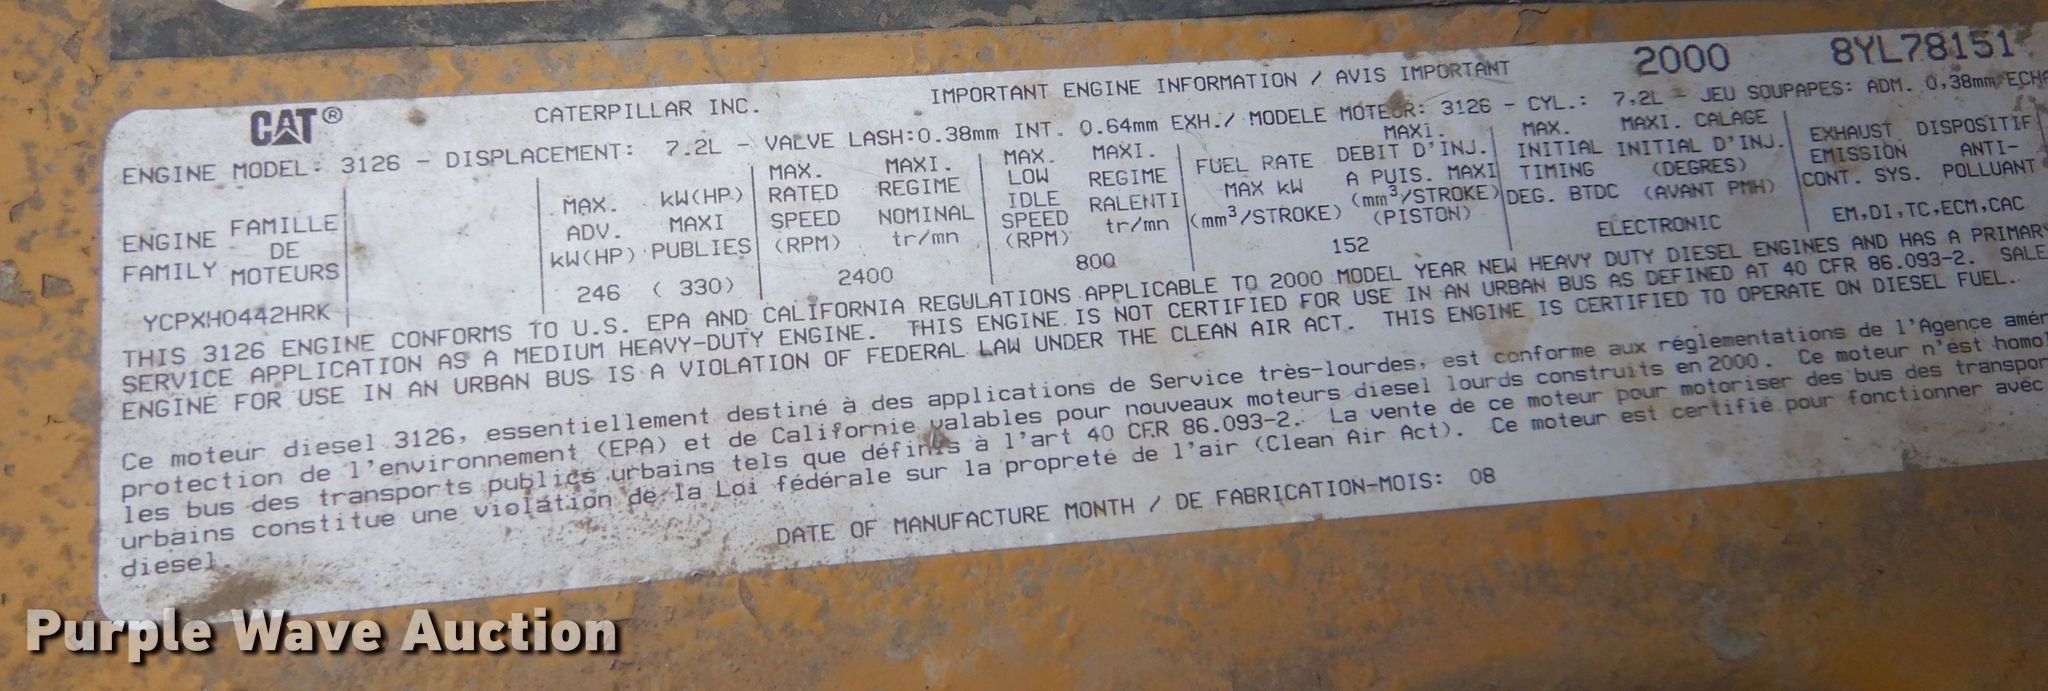 CAT®
CATERPILLAR INC.
IMPORTANT ENGINE INFORMATION / AVIS IMPORTANT
2000
8YL78151
ENGINE MODEL: 3126 - DISPLACEMENT: 7.2L - VALVE LASH:0.38mm INT. 0.64mm EXH./ MODELE MOTEUR: 3126 - CYL.: 7,2L - JEU SOUPAPES: ADM. 0,38mm ECHA
ENGINE FAMILY
FAMILLE DE MOTEURS
YCPXH0442HRK
MAX. ADV. kW(HP)
kW(HP) MAXI PUBLIES
246 ( 330)
MAX. RATED SPEED (RPM)
MAXI. REGIME NOMINAL tr/mn
2400
MAX. LOW IDLE SPEED (RPM)
MAXI. REGIME RALENTI tr/mn
800
FUEL RATE MAX kW (mm³/STROKE)
MAXI. DEBIT D'INJ. A PUIS. MAXI (mm³/STROKE) (PISTON)
152
MAX. INITIAL TIMING DEG. BTDC
MAXI. CALAGE INITIAL D'INJ. (DEGRES) (AVANT PMH)
ELECTRONIC
EXHAUST EMISSION CONT. SYS.
DISPOSITIF ANTI- POLLUANT
EM,DI,TC,ECM,CAC
THIS 3126 ENGINE CONFORMS TO U.S. EPA AND CALIFORNIA REGULATIONS APPLICABLE TO 2000 MODEL YEAR NEW HEAVY DUTY DIESEL ENGINES AND HAS A PRIMARY
SERVICE APPLICATION AS A MEDIUM HEAVY-DUTY ENGINE. THIS ENGINE IS NOT CERTIFIED FOR USE IN AN URBAN BUS AS DEFINED AT 40 CFR 86.093-2. SALE
ENGINE FOR USE IN AN URBAN BUS IS A VIOLATION OF FEDERAL LAW UNDER THE CLEAN AIR ACT. THIS ENGINE IS CERTIFIED TO OPERATE ON DIESEL FUEL.
Ce moteur diesel 3126, essentiellement destiné à des applications de Service très-lourdes, est conforme aux réglementations de l'Agence amér
protection de l'environnement (EPA) et de Californie valables pour nouveaux moteurs diesel lourds construits en 2000. Ce moteur n'est homol
les bus des transports publics urbains tels que définis à l'art 40 CFR 86.093-2. La vente de ce moteur pour motoriser des bus des transpor
urbains constitue une violation de la Loi fédérale sur la propreté de l'air (Clean Air Act). Ce moteur est certifié pour fonctionner avec
diesel.
DATE OF MANUFACTURE MONTH / DE FABRICATION-MOIS: 08
Purple Wave Auction